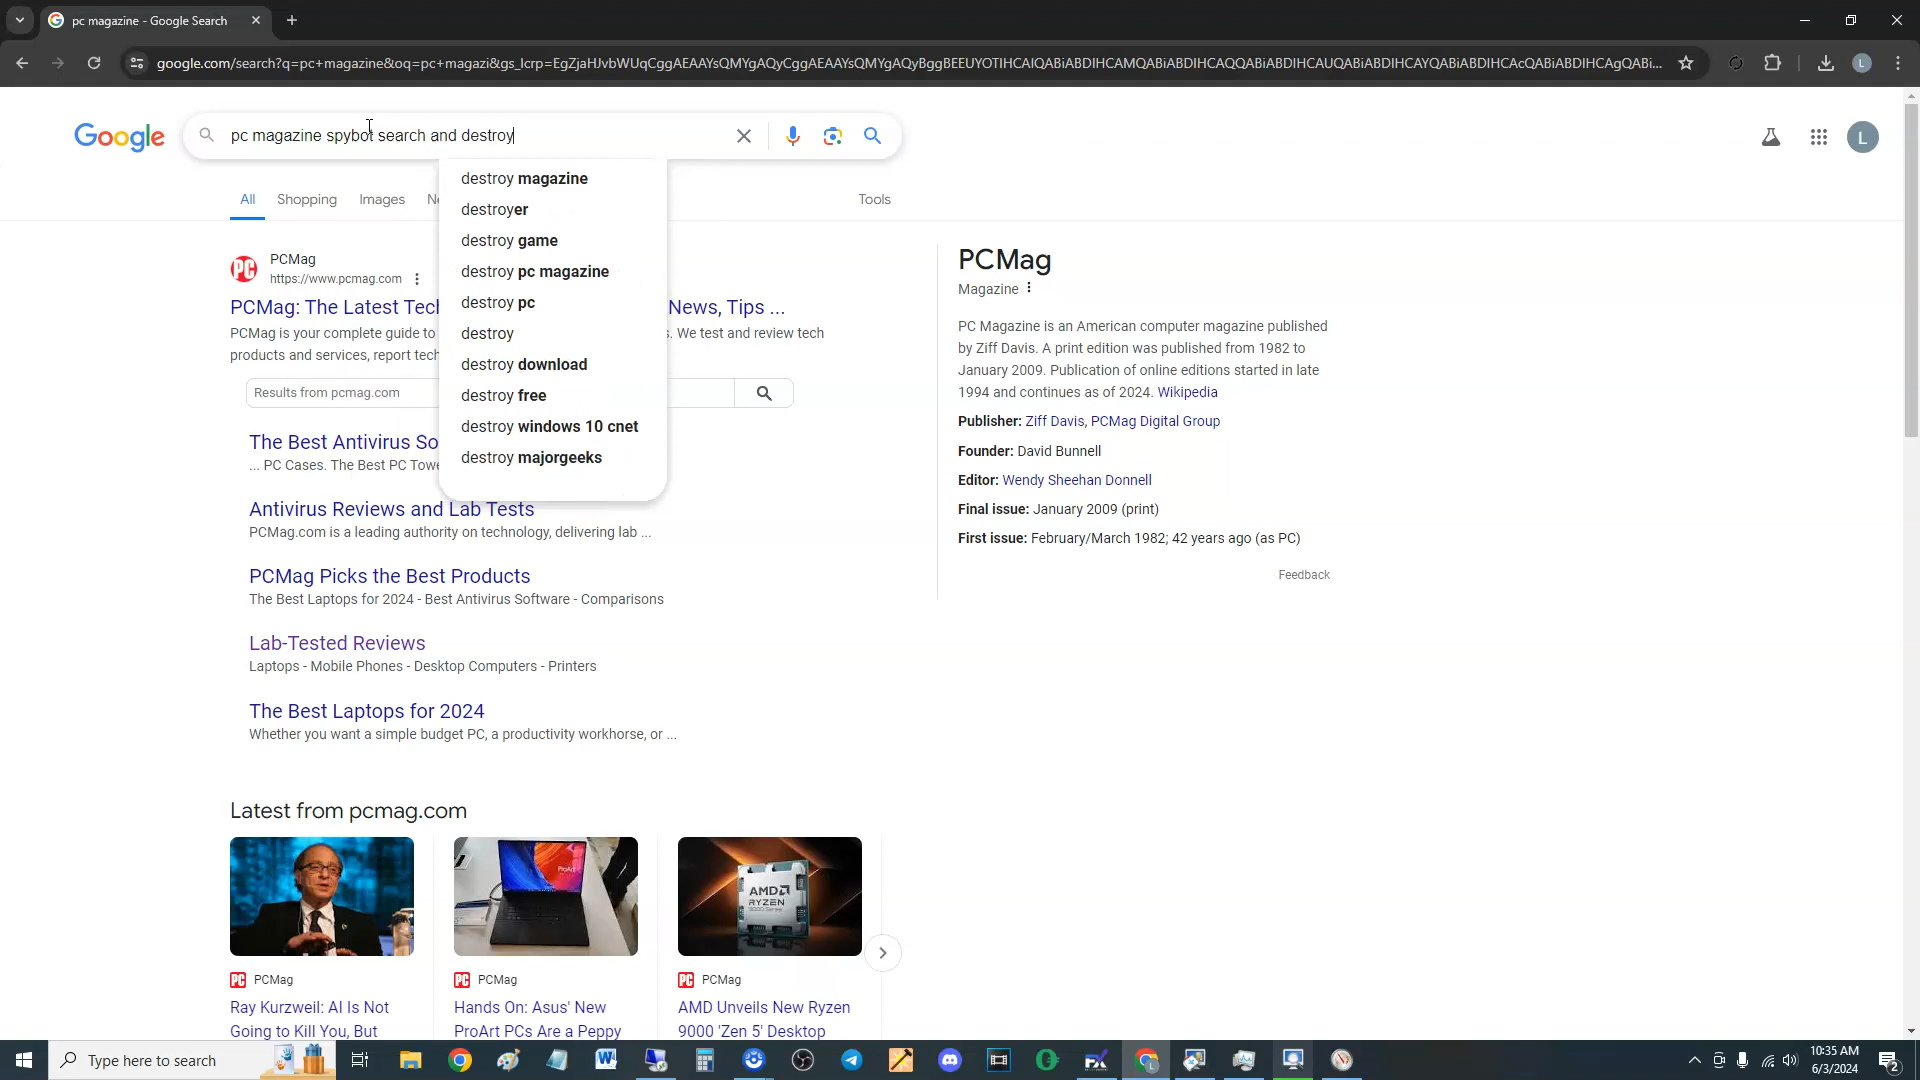 pc magazine - Google Search
google.com/search?q=pc+magazine&oq=pc+magazi&gs_lcrp=EgZjaHJvbWUqCggAEAAYsQMYgAQyCggAEAAYsQMYgAQyBggBEEUYOTIHCAIQABiABDIHCAMQABiABDIHCAQQABiABDIHCAUQABiABDIHCAYQABiABDIHCAcQABiABDIHCAgQABi...
L
Google
pc magazine spybot search and destroy
L
All
Shopping
Images
Ne
Tools
destroy magazine
destroyer
destroy game
destroy pc magazine
destroy pc
destroy
destroy download
destroy free
destroy windows 10 cnet
destroy majorgeeks
PC
PCMag
https://www.pcmag.com
PCMag: The Latest Tech News, Tips ...
PCMag is your complete guide to s. We test and review tech
products and services, report tech
Results from pcmag.com
The Best Antivirus So
... PC Cases. The Best PC Towe
Antivirus Reviews and Lab Tests
PCMag.com is a leading authority on technology, delivering lab ...
PCMag Picks the Best Products
The Best Laptops for 2024 - Best Antivirus Software - Comparisons
Lab-Tested Reviews
Laptops - Mobile Phones - Desktop Computers - Printers
The Best Laptops for 2024
Whether you want a simple budget PC, a productivity workhorse, or ...
Latest from pcmag.com
ProArt
AMD
RYZEN
9000 Series
PC PCMag
Ray Kurzweil: AI Is Not
Going to Kill You, But
PC PCMag
Hands On: Asus' New
ProArt PCs Are a Peppy
PC PCMag
AMD Unveils New Ryzen
9000 'Zen 5' Desktop
PCMag
Magazine
PC Magazine is an American computer magazine published
by Ziff Davis. A print edition was published from 1982 to
January 2009. Publication of online editions started in late
1994 and continues as of 2024. Wikipedia
Publisher: Ziff Davis, PCMag Digital Group
Founder: David Bunnell
Editor: Wendy Sheehan Donnell
Final issue: January 2009 (print)
First issue: February/March 1982; 42 years ago (as PC)
Feedback
Type here to search
10:35 AM
6/3/2024
2